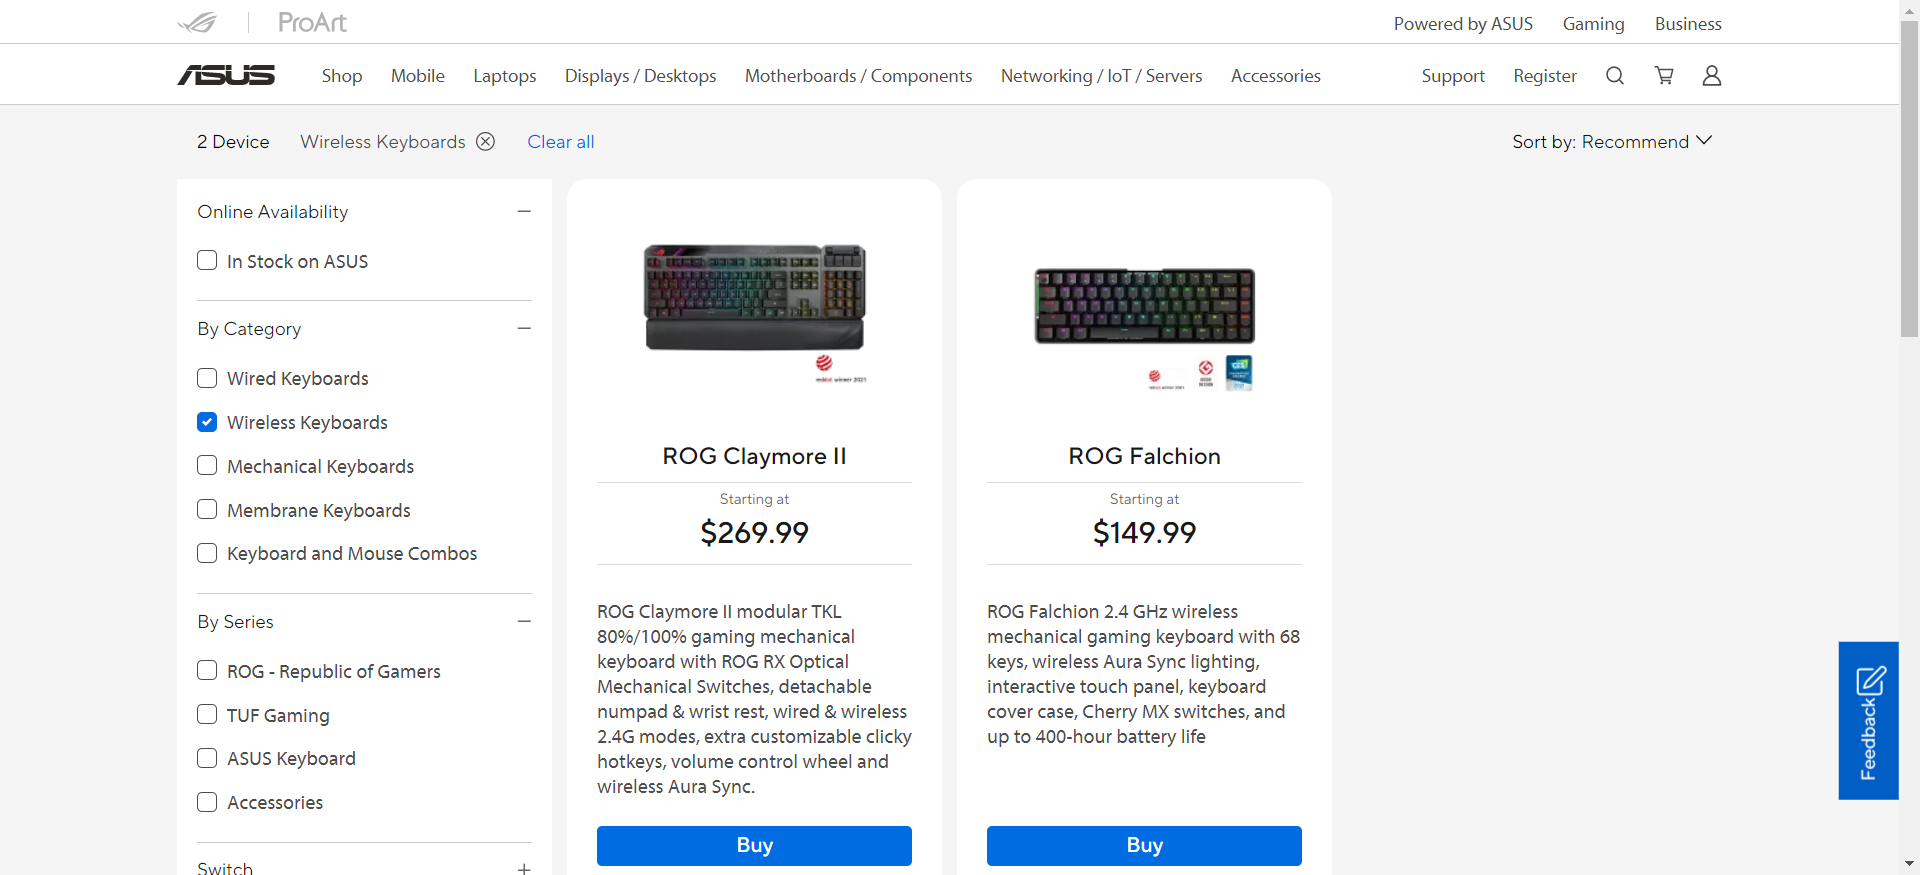 ProArt
Powered by ASUS
Gaming
Business
ASUS
Shop
Mobile
Laptops
Displays / Desktops
Motherboards / Components
Networking / IoT / Servers
Accessories
Support
Register
2 Device
Wireless Keyboards
Clear all
Sort by: Recommend
Online Availability
In Stock on ASUS
By Category
Wired Keyboards
Wireless Keyboards
Mechanical Keyboards
Membrane Keyboards
Keyboard and Mouse Combos
By Series
ROG - Republic of Gamers
TUF Gaming
ASUS Keyboard
Accessories
Switch
reddot winner 2021
ROG Claymore II
Starting at
$269.99
ROG Claymore II modular TKL
80%/100% gaming mechanical
keyboard with ROG RX Optical
Mechanical Switches, detachable
numpad & wrist rest, wired & wireless
2.4G modes, extra customizable clicky
hotkeys, volume control wheel and
wireless Aura Sync.
Buy
reddot winner 2021
ROG Falchion
Starting at
$149.99
ROG Falchion 2.4 GHz wireless
mechanical gaming keyboard with 68
keys, wireless Aura Sync lighting,
interactive touch panel, keyboard
cover case, Cherry MX switches, and
up to 400-hour battery life
Buy
Feedback